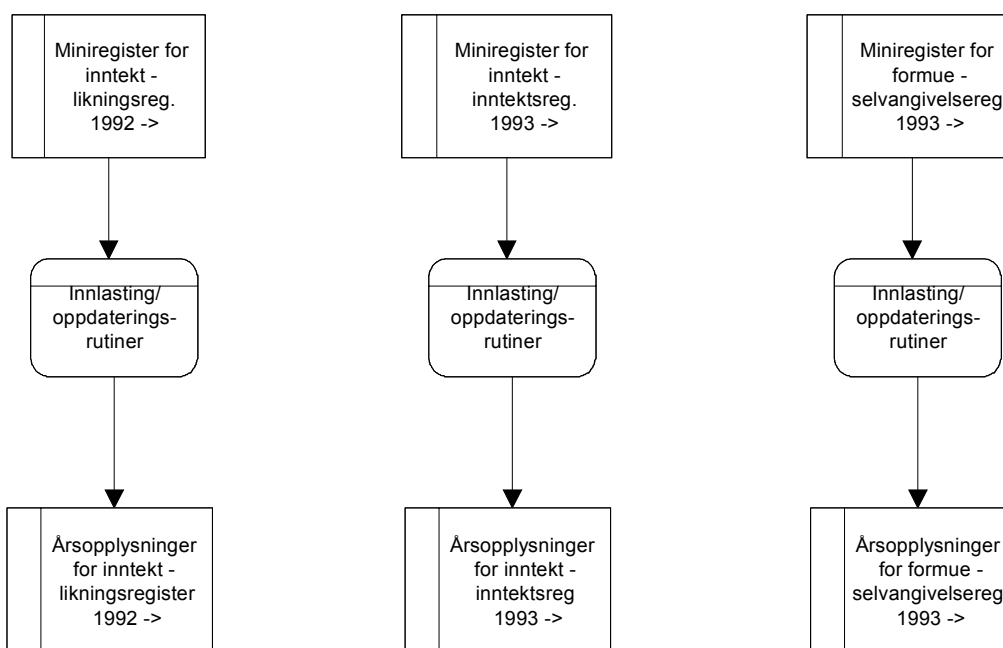 Miniregister for
inntekt -
likningsreg.
1992 ->
Miniregister for
inntekt -
inntektsreg.
1993 ->
Miniregister for
formue -
selvangivelsereg
1993 ->
Innlasting/
oppdaterings-
rutiner
Innlasting/
oppdaterings-
rutiner
Innlasting/
oppdaterings-
rutiner
Årsopplysninger
for inntekt -
likningsregister
1992 ->
Årsopplysninger
for inntekt -
inntektsreg
1993 ->
Årsopplysninger
for formue -
selvangivelsereg
1993 ->